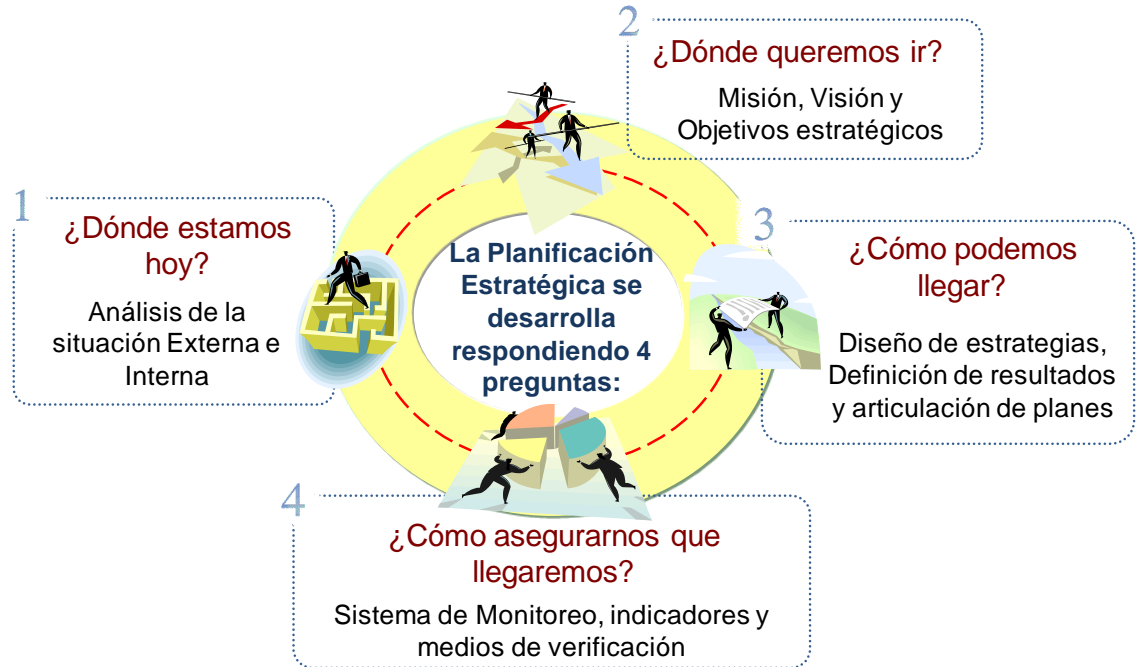 La Planificación
Estratégica se
desarrolla
respondiendo 4
preguntas:
1
¿Dónde estamos
hoy?
Análisis de la
situación Externa e
Interna
2
¿Dónde queremos ir?
Misión, Visión y
Objetivos estratégicos
3
¿Cómo podemos
llegar?
Diseño de estrategias,
Definición de resultados
y articulación de planes
4
¿Cómo asegurarnos que
llegaremos?
Sistema de Monitoreo, indicadores y
medios de verificación